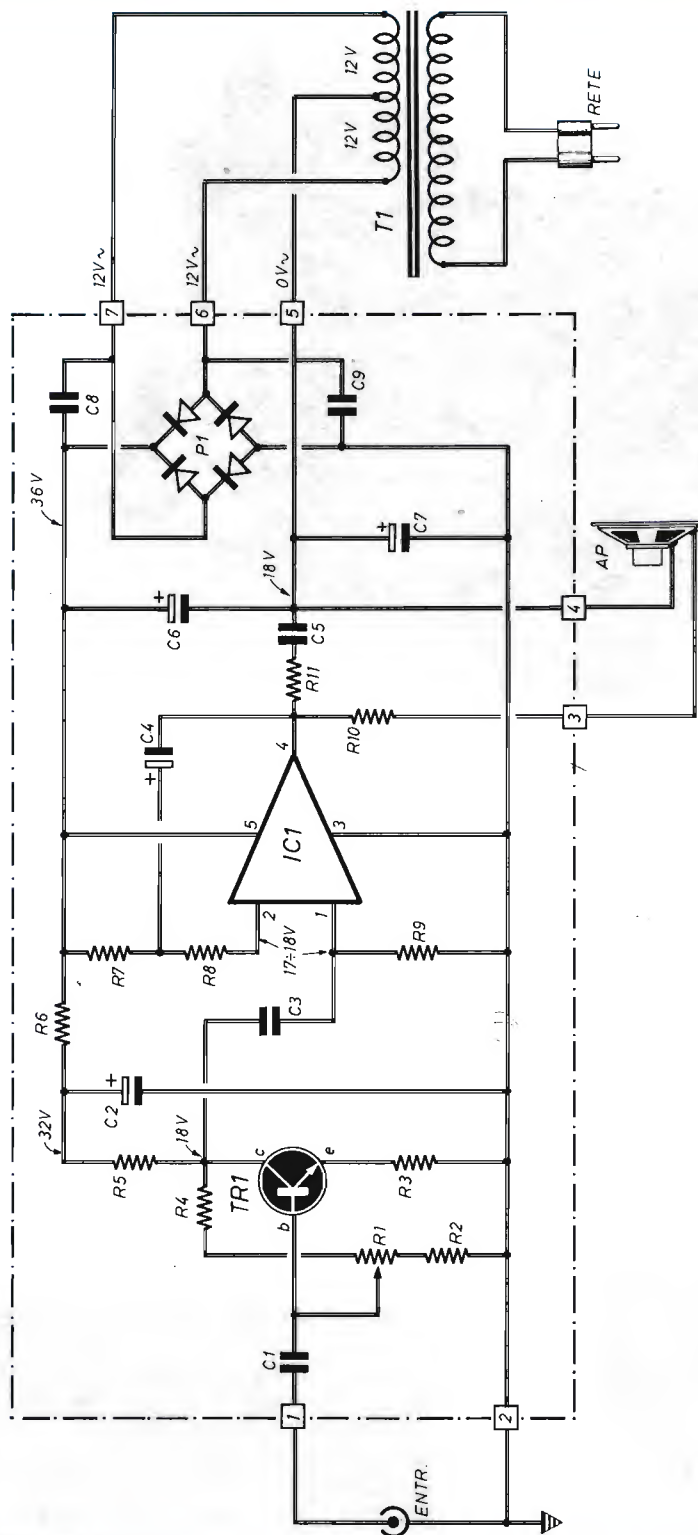 ENTR.
1
2
C1
R1
R2
R3
R4
R5
TR1
b
c
e
18V
32V
C2
R6
C3
R7
R8
R9
17÷18V
2
1
IC1
5
3
4
C4
+
+
R10
R11
C5
C6
+
18V
36V
C7
+
C8
C9
P1
3
4
AP
7
6
5
12V~
12V~
0V~
12V
12V
T1
RETE